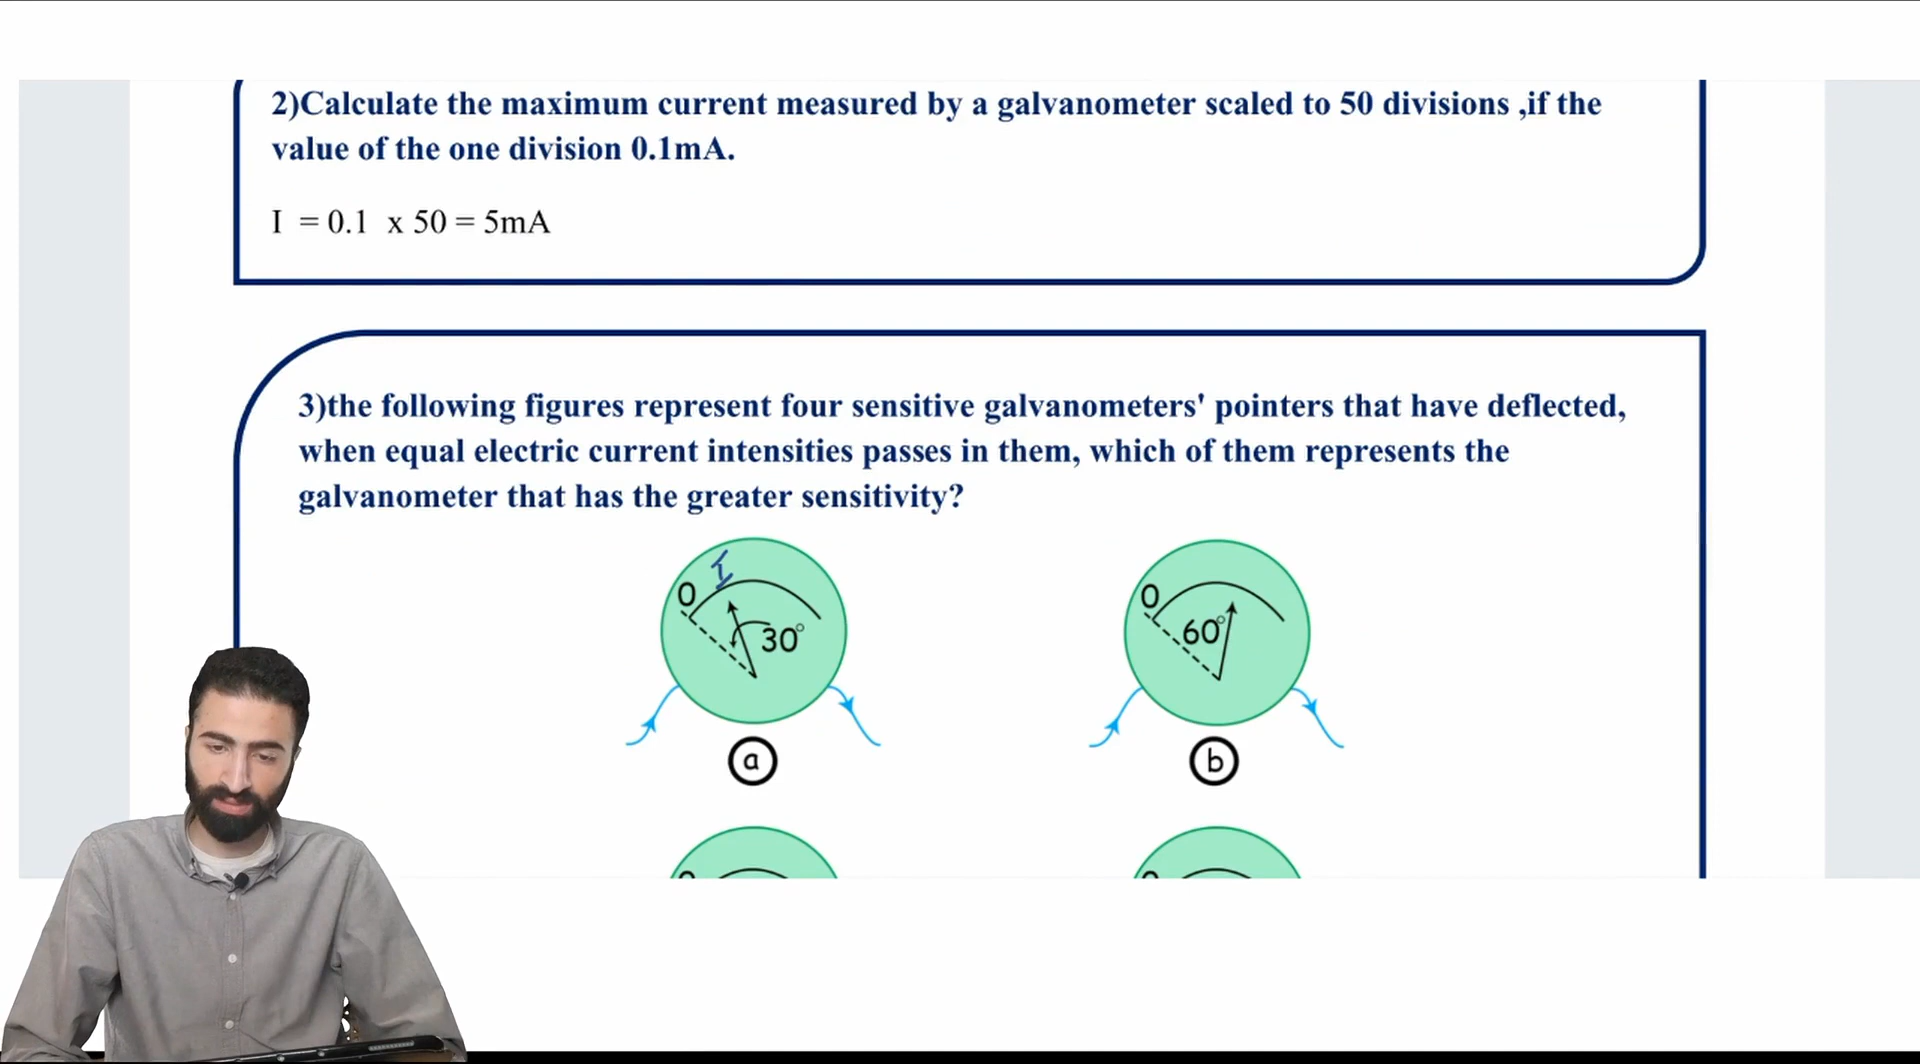 2)Calculate the maximum current measured by a galvanometer scaled to 50 divisions ,if the
value of the one division 0.1mA.
I = 0.1 x 50 = 5mA
3)the following figures represent four sensitive galvanometers' pointers that have deflected,
when equal electric current intensities passes in them, which of them represents the
galvanometer that has the greater sensitivity?
I
0
30°
0
60°
a
b